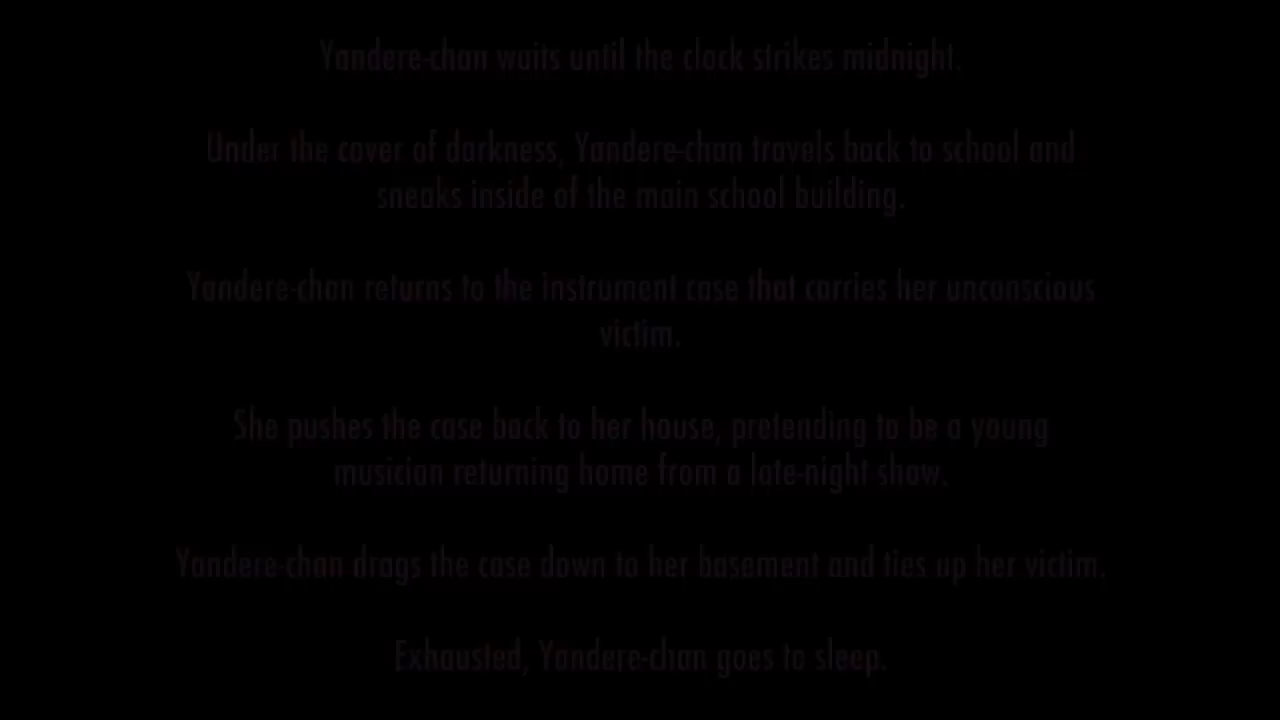 Yandere-chan waits until the clock strikes midnight.
Under the cover of darkness, Yandere-chan travels back to school and
sneaks inside of the main school building.
Yandere-chan returns to the instrument case that carries her unconscious
victim.
She pushes the case back to her house, pretending to be a young
musician returning home from a late-night show.
Yandere-chan drags the case down to her basement and ties up her victim.
Exhausted, Yandere-chan goes to sleep.